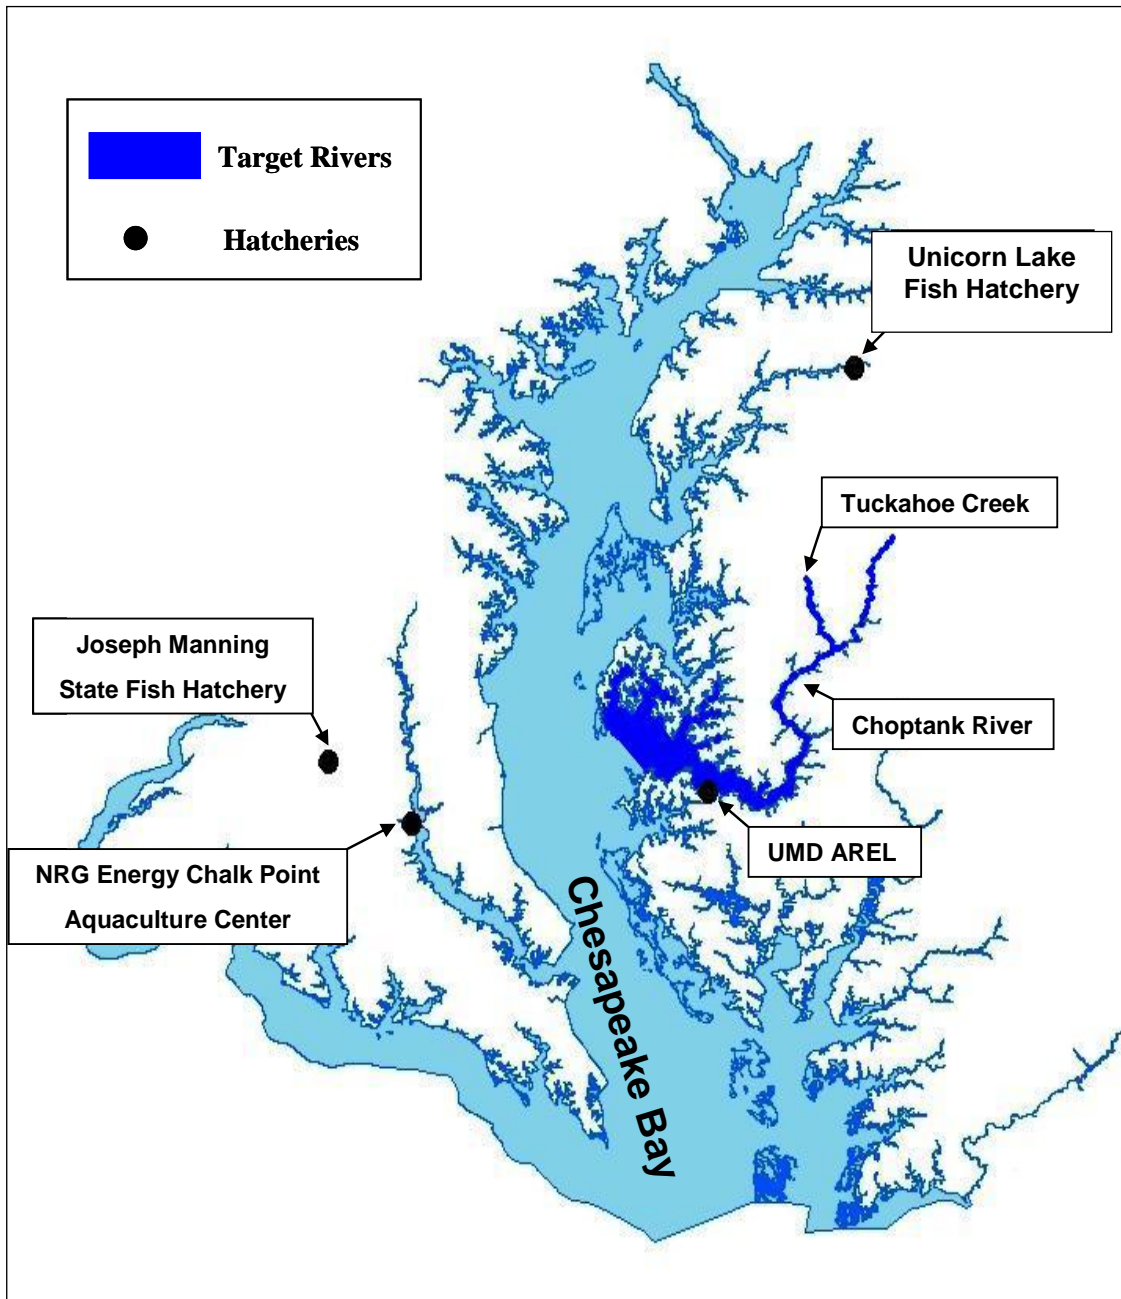 Target Rivers
Hatcheries
Unicorn Lake
Fish Hatchery
Tuckahoe Creek
Joseph Manning
State Fish Hatchery
Choptank River
UMD AREL
NRG Energy Chalk Point
Aquaculture Center
Chesapeake Bay